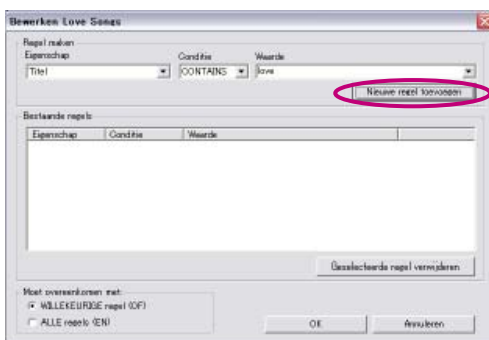 Bewerken Love Songs
Regel maken
Eigenschap Conditie Waarde
Titel CONTAINS love
Nieuwe regel toevoegen
Bestaande regels
Eigenschap Conditie Waarde
Geselecteerde regel verwijderen
Moet overeenkomen met:
WILLEKEURIGE regel (OF)
ALLE regels (EN)
OK Annuleren